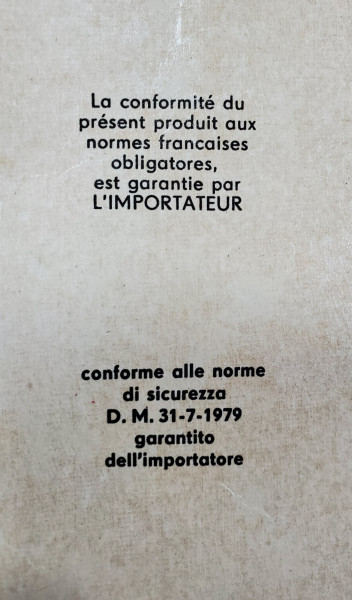 La conformité du
présent produit aux
normes francaises
obligatores,
est garantie par
L'IMPORTATEUR
conforme alle norme
di sicurezza
D. M. 31-7-1979
garantito
dell'importatore